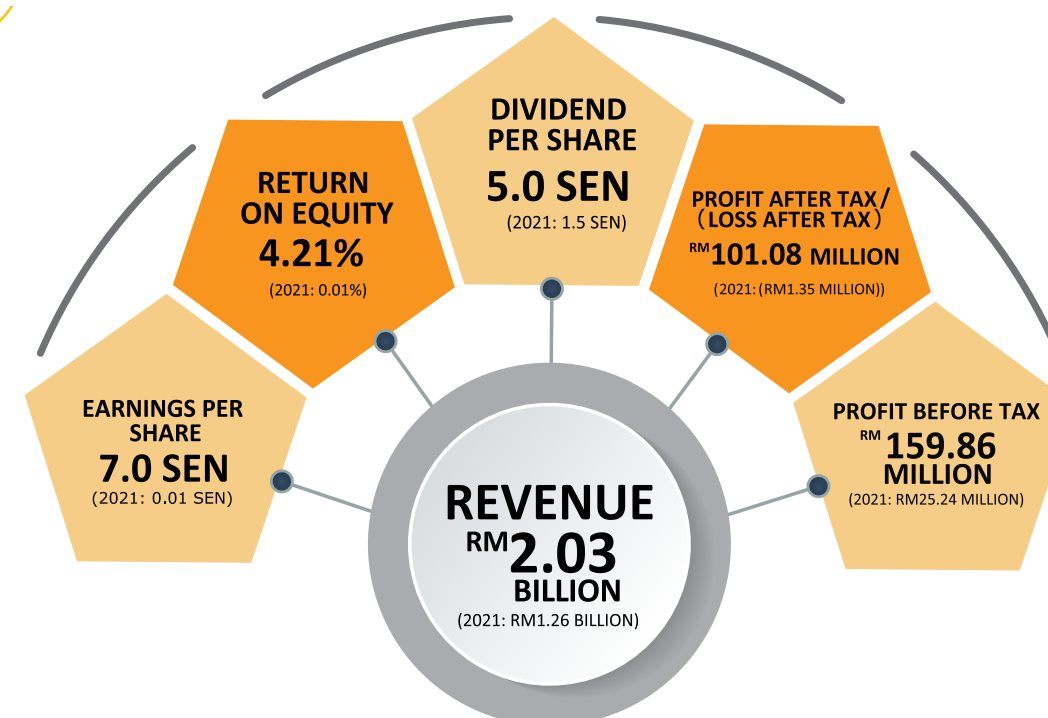 DIVIDEND
PER SHARE
5.0 SEN
(2021: 1.5 SEN)
RETURN
ON EQUITY
4.21%
(2021: 0.01%)
PROFIT AFTER TAX/
(LOSS AFTER TAX)
RM101.08 MILLION
(2021: (RM1.35 MILLION))
EARNINGS PER
SHARE
7.0 SEN
(2021: 0.01 SEN)
PROFIT BEFORE TAX
RM 159.86
MILLION
(2021: RM25.24 MILLION)
REVENUE
RM2.03
BILLION
(2021: RM1.26 BILLION)